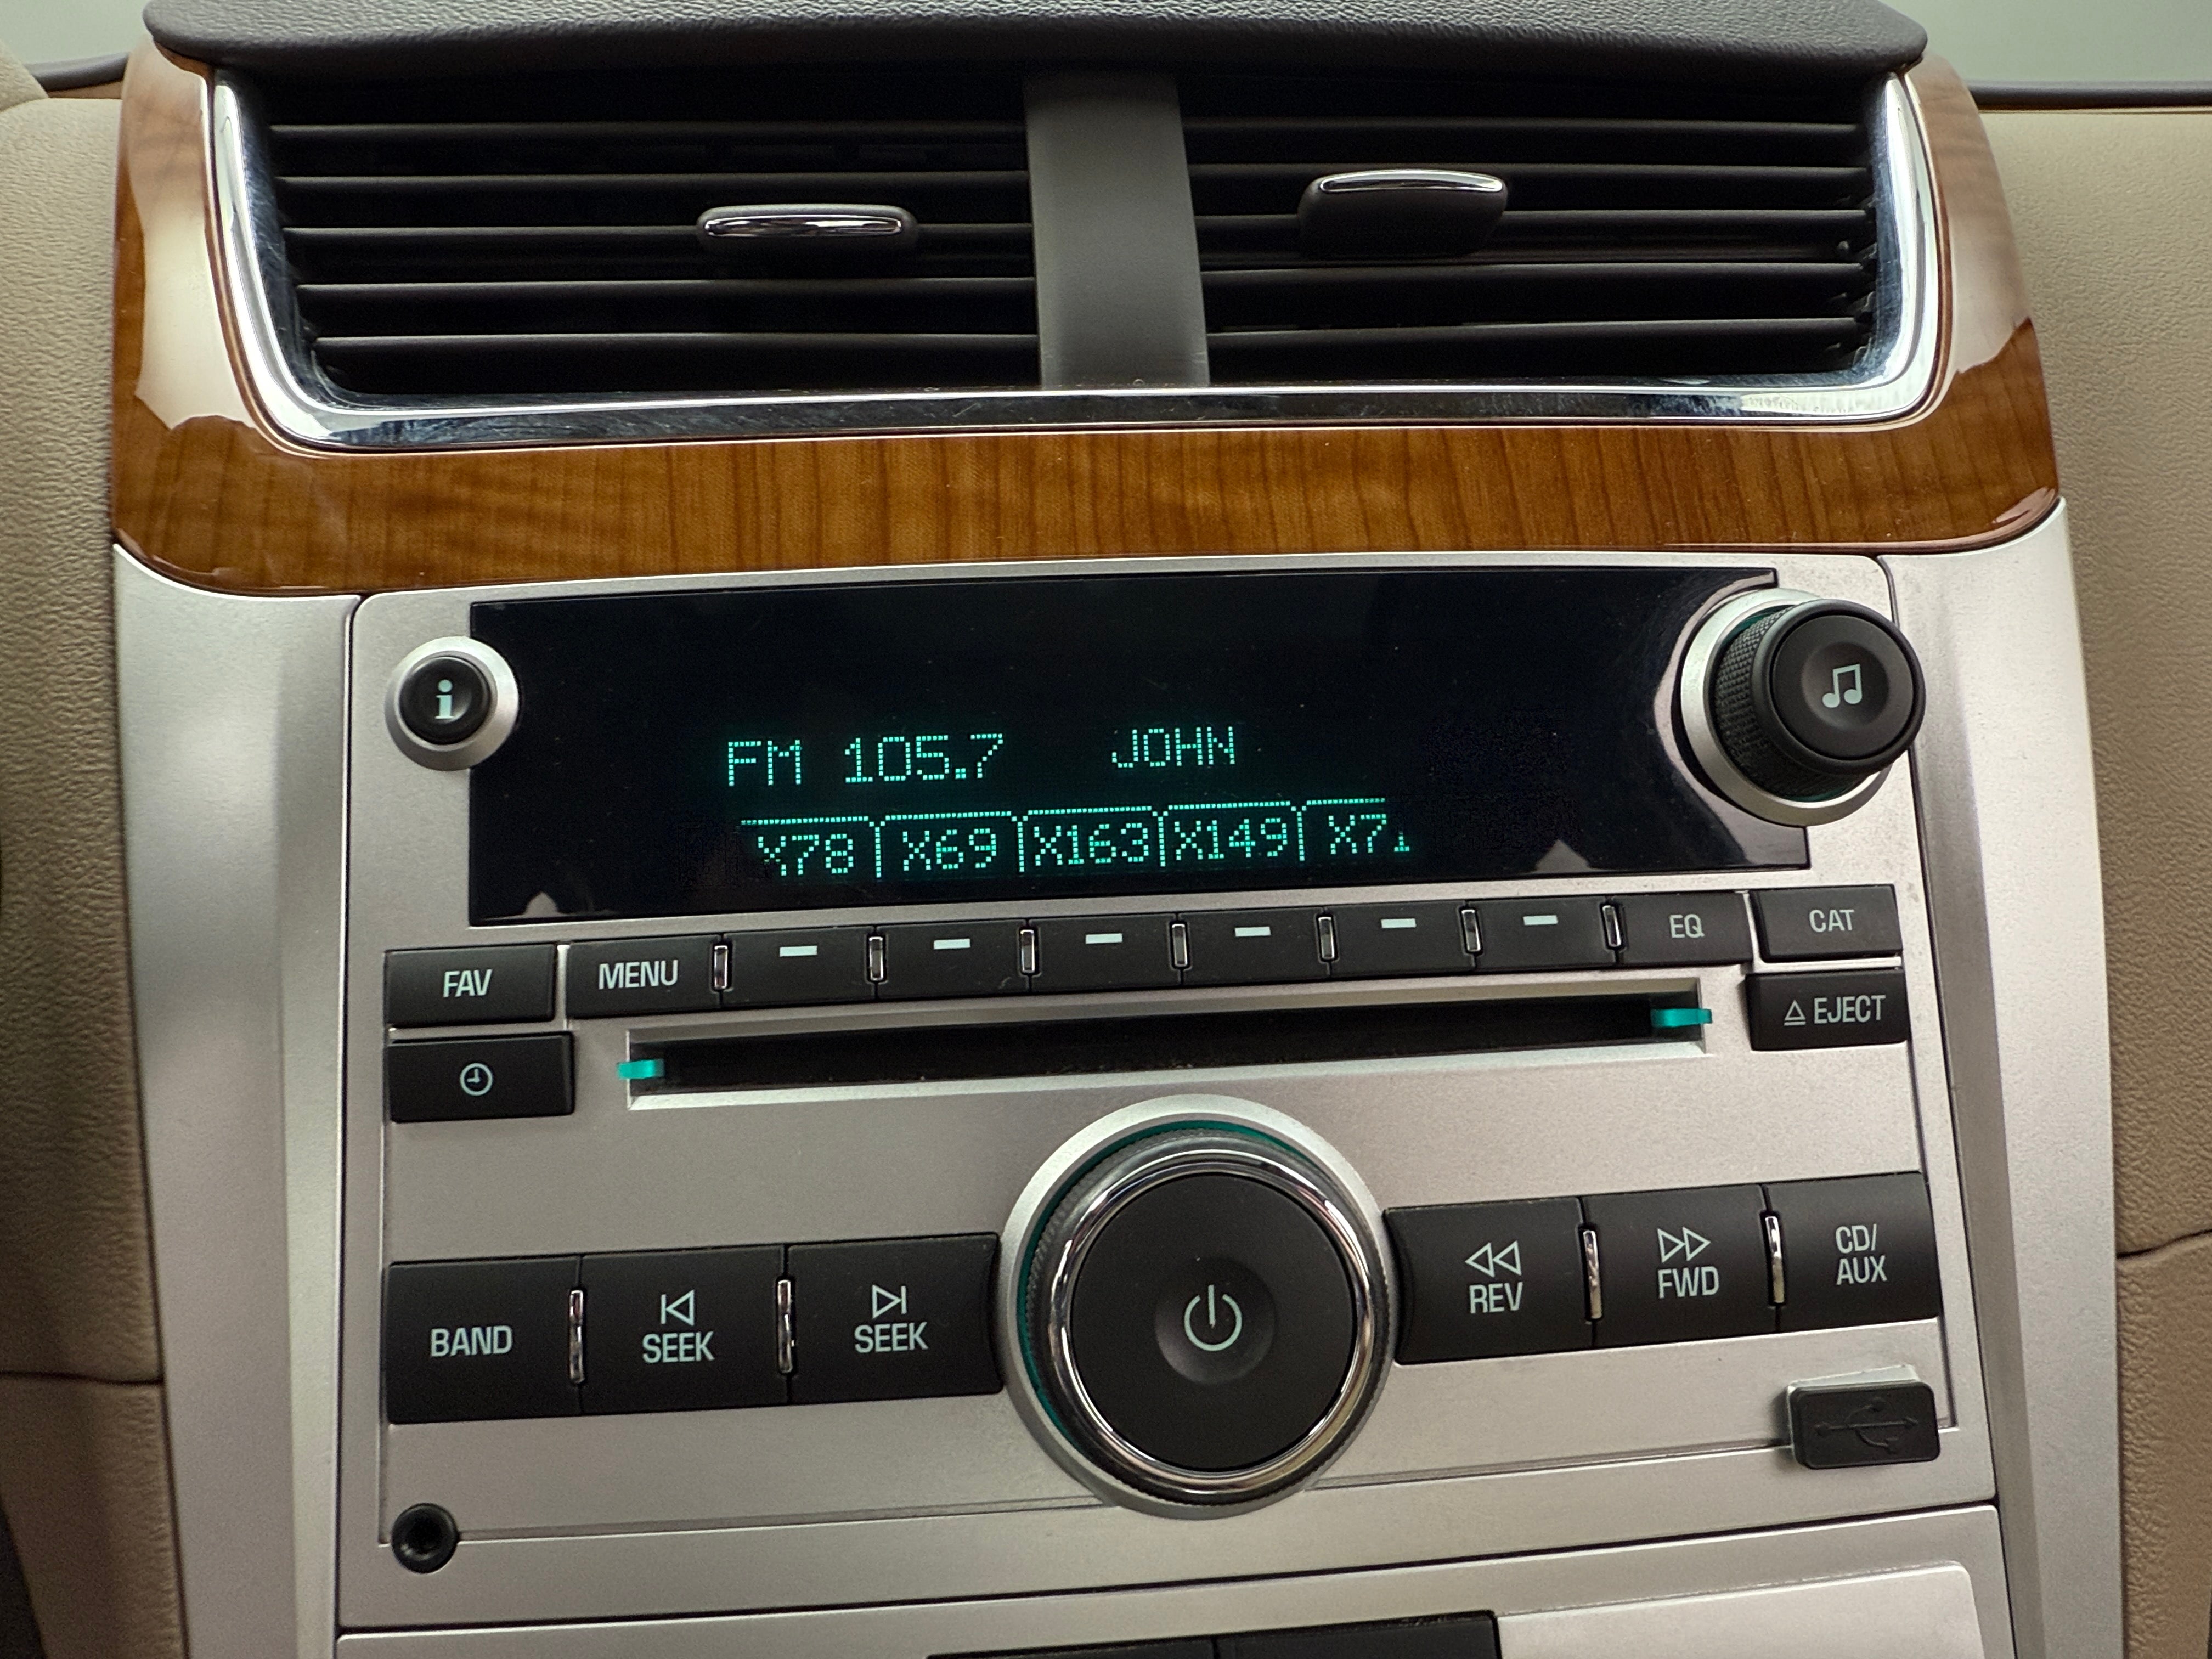 i
FM 105.7 JOHN
X78 X69 X163 X149
EQ CAT
FAV MENU
EJECT
BAND SEEK SEEK REV FWD CD/
AUX